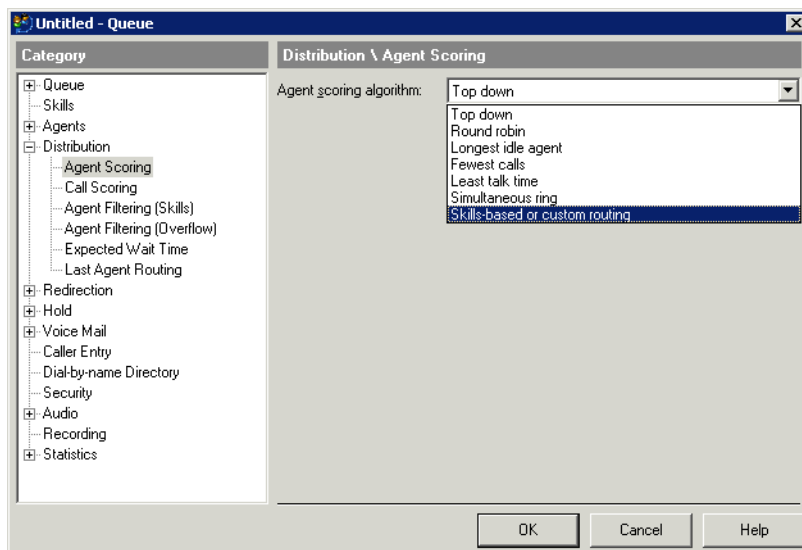 Untitled - Queue
Category
Distribution \ Agent Scoring
Queue
Skills
Agents
Distribution
Agent Scoring
Call Scoring
Agent Filtering (Skills)
Agent Filtering (Overflow)
Expected Wait Time
Last Agent Routing
Redirection
Hold
Voice Mail
Caller Entry
Dial-by-name Directory
Security
Audio
Recording
Statistics
Agent scoring algorithm: Top down
Top down
Round robin
Longest idle agent
Fewest calls
Least talk time
Simultaneous ring
Skills-based or custom routing
OK Cancel Help